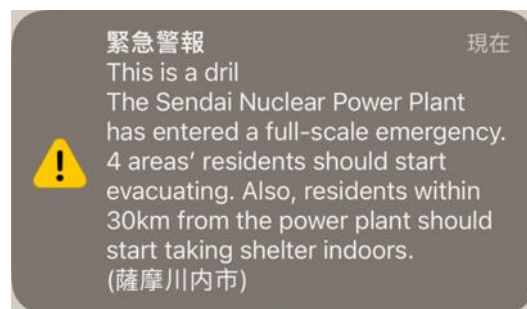 緊急警報 現在
This is a dril
The Sendai Nuclear Power Plant
has entered a full-scale emergency.
4 areas’ residents should start
evacuating. Also, residents within
30km from the power plant should
start taking shelter indoors.
(薩摩川内市)